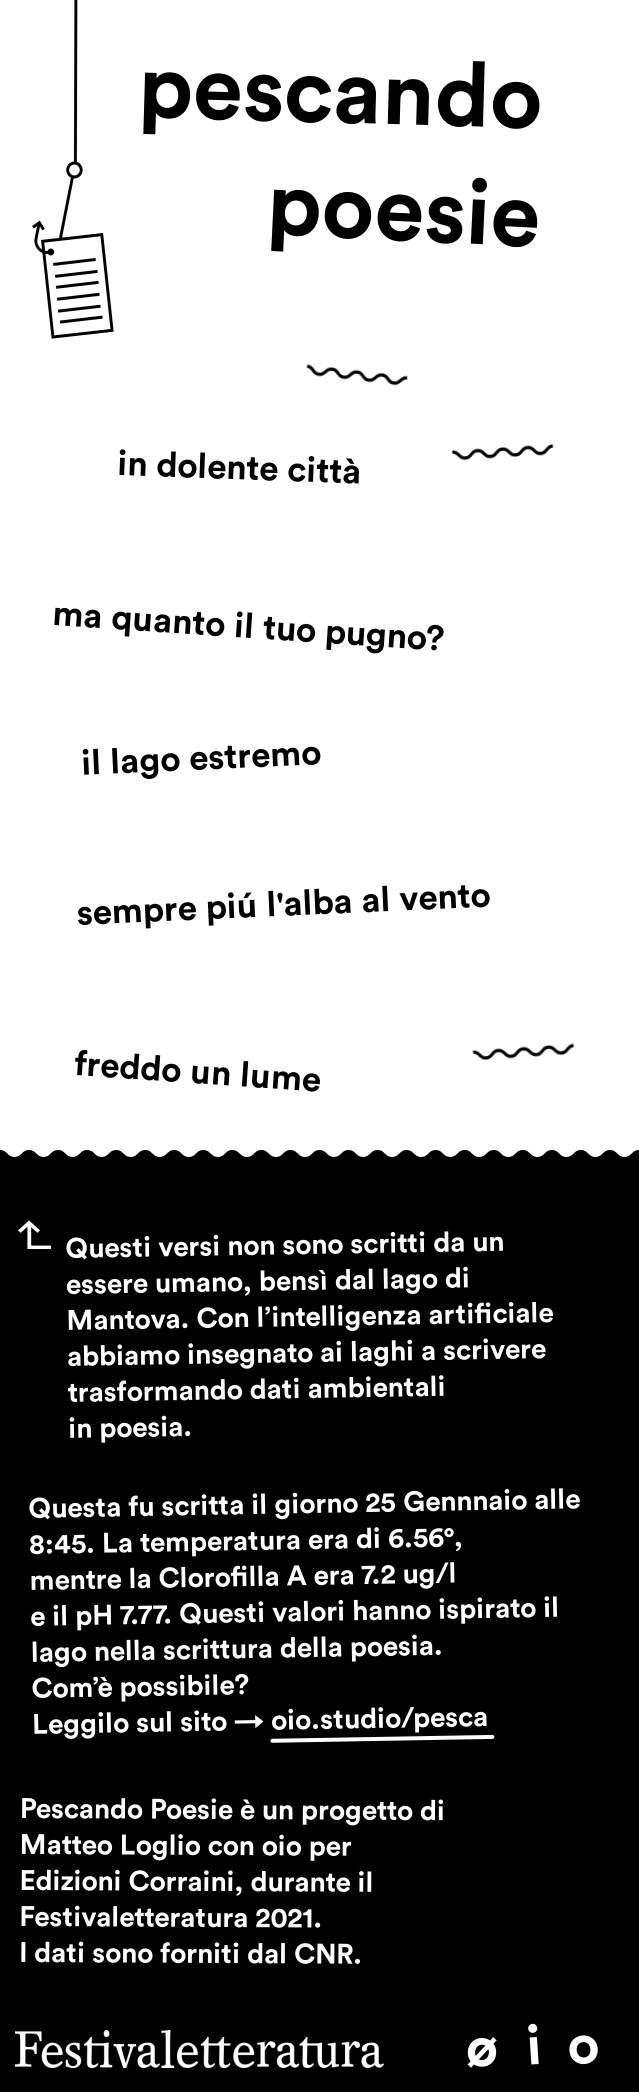 pescando
poesie
in dolente città
ma quanto il tuo pugno?
il lago estremo
sempre piú l'alba al vento
freddo un lume
Questi versi non sono scritti da un
essere umano, bensì dal lago di
Mantova. Con l’intelligenza artificiale
abbiamo insegnato ai laghi a scrivere
trasformando dati ambientali
in poesia.
Questa fu scritta il giorno 25 Gennnaio alle
8:45. La temperatura era di 6.56º,
mentre la Clorofilla A era 7.2 ug/l
e il pH 7.77. Questi valori hanno ispirato il
lago nella scrittura della poesia.
Com’è possibile?
Leggilo sul sito → oio.studio/pesca
Pescando Poesie è un progetto di
Matteo Loglio con oio per
Edizioni Corraini, durante il
Festivaletteratura 2021.
I dati sono forniti dal CNR.
Festivaletteratura ø i o